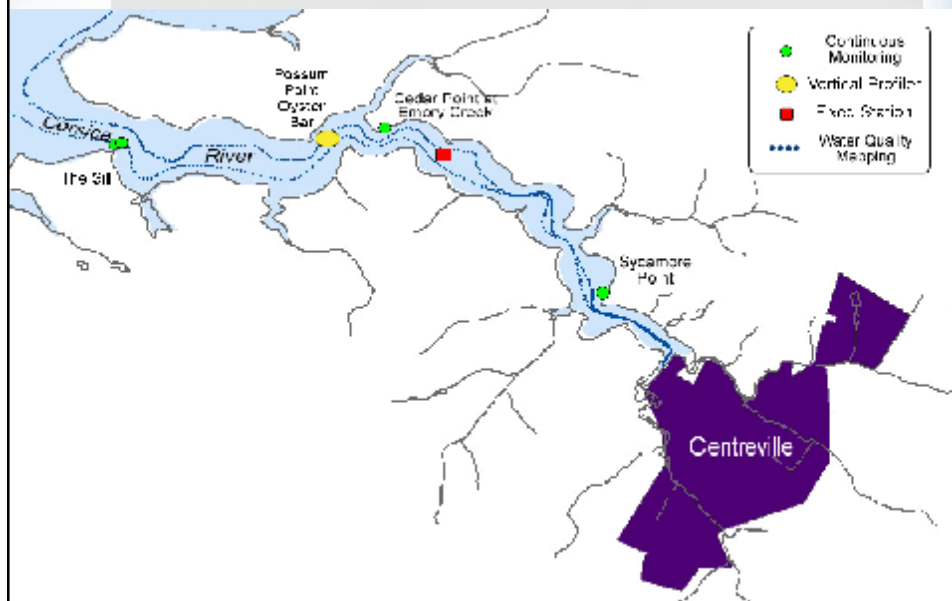 Possum
Point
Oyster
Bar
Cedar Point at
Emory Creek
Corsica
River
The Sill
Sycamore
Point
Centreville
Continuous
Monitoring
Vertical Profiler
Fixed Station
Water Quality
Mapping